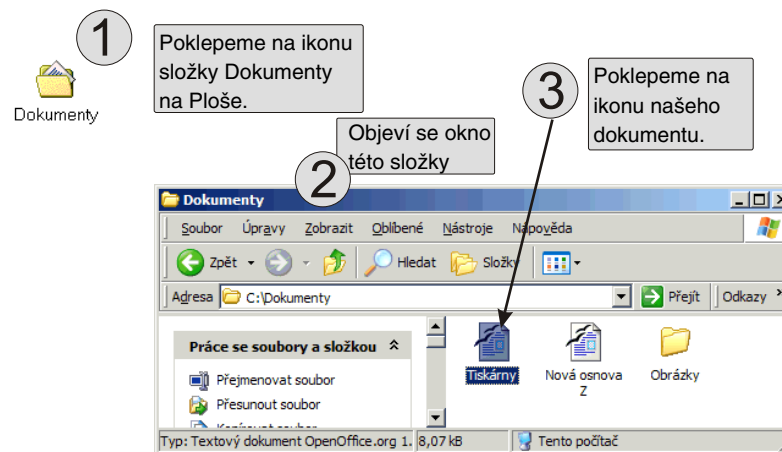 1
Poklepeme na ikonu
složky Dokumenty
na Ploše.
Dokumenty
3
Poklepeme na
ikonu našeho
dokumentu.
2
Objeví se okno
této složky
Dokumenty
Soubor Úpravy Zobrazit Oblíbené Nástroje Nápověda
Zpět Hledat Složky
Adresa C:\Dokumenty Přejít Odkazy
Práce se soubory a složkou
Přejmenovat soubor
Přesunout soubor
Kopírovat soubor
Tiskárny
Nová osnova
Z
Obrázky
Typ: Textový dokument OpenOffice.org 1. 8,07 kB Tento počítač